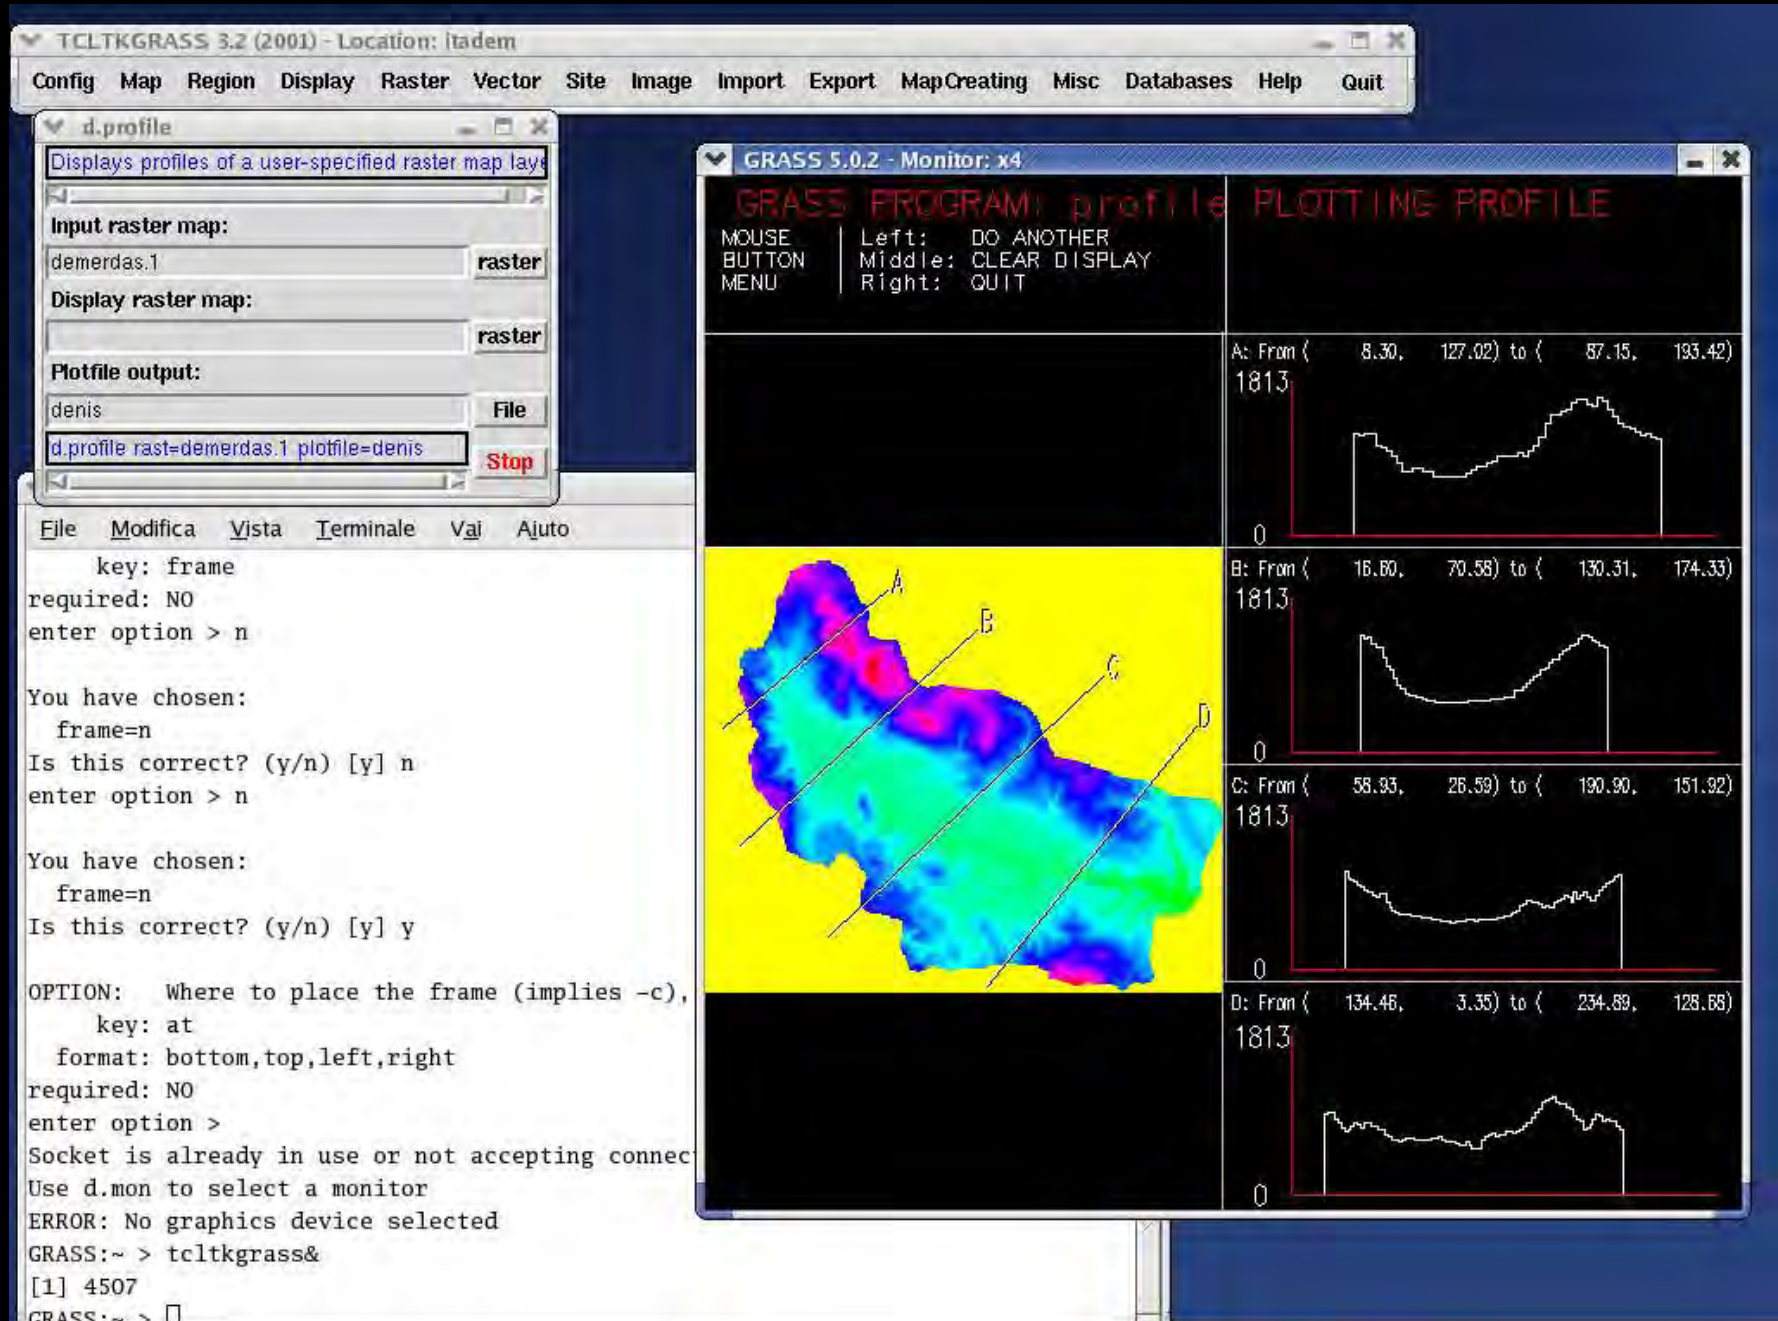 TCLTKGRASS 3.2 (2001) - Location: itadem
Config Map Region Display Raster Vector Site Image Import Export MapCreating Misc Databases Help Quit
d.profile
Displays profiles of a user-specified raster map laye
Input raster map:
demerdas.1 raster
Display raster map:
raster
Plotfile output:
denis File
d.profile rast=demerdas.1 plotfile=denis
Stop
File Modifica Vista Terminale Vai Aiuto
key: frame
required: NO
enter option > n
You have chosen:
frame=n
Is this correct? (y/n) [y] n
enter option > n
You have chosen:
frame=n
Is this correct? (y/n) [y] y
OPTION: Where to place the frame (implies -c),
key: at
format: bottom,top,left,right
required: NO
enter option >
Socket is already in use or not accepting connec
Use d.mon to select a monitor
ERROR: No graphics device selected
GRASS:~ > tcltkgrass&
[1] 4507
GRASS:~ >
GRASS 5.0.2 - Monitor: x4
GRASS PROGRAM: profile PLOTTING PROFILE
MOUSE Left: DO ANOTHER
BUTTON Middle: CLEAR DISPLAY
MENU Right: QUIT
A
B
C
D
A: From ( 8.30, 127.02) to ( 87.15, 193.42)
1813
0
B: From ( 16.60, 70.58) to ( 130.31, 174.33)
1813
0
C: From ( 58.93, 26.59) to ( 190.90, 151.92)
1813
0
D: From ( 134.46, 3.35) to ( 234.89, 128.68)
1813
0